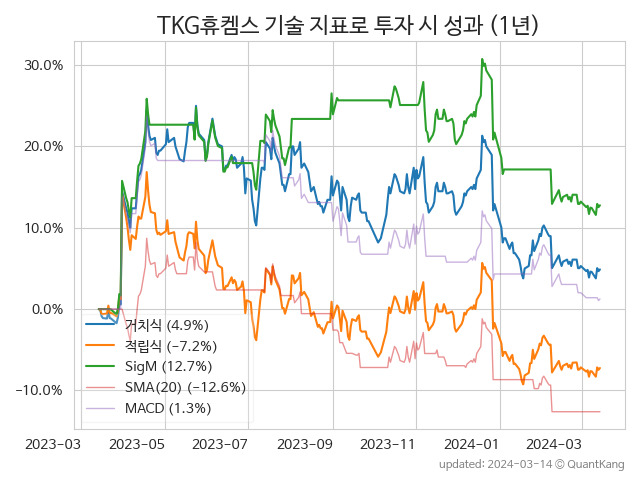 TKG휴켐스 기술 지표로 투자 시 성과 (1년)
30.0%
20.0%
10.0%
0.0%
−10.0%
거치식 (4.9%)
적립식 (−7.2%)
SigM (12.7%)
SMA(20) (−12.6%)
MACD (1.3%)
2023-03 2023-05 2023-07 2023-09 2023-11 2024-01 2024-03
updated: 2024-03-14 ⓒ QuantKang